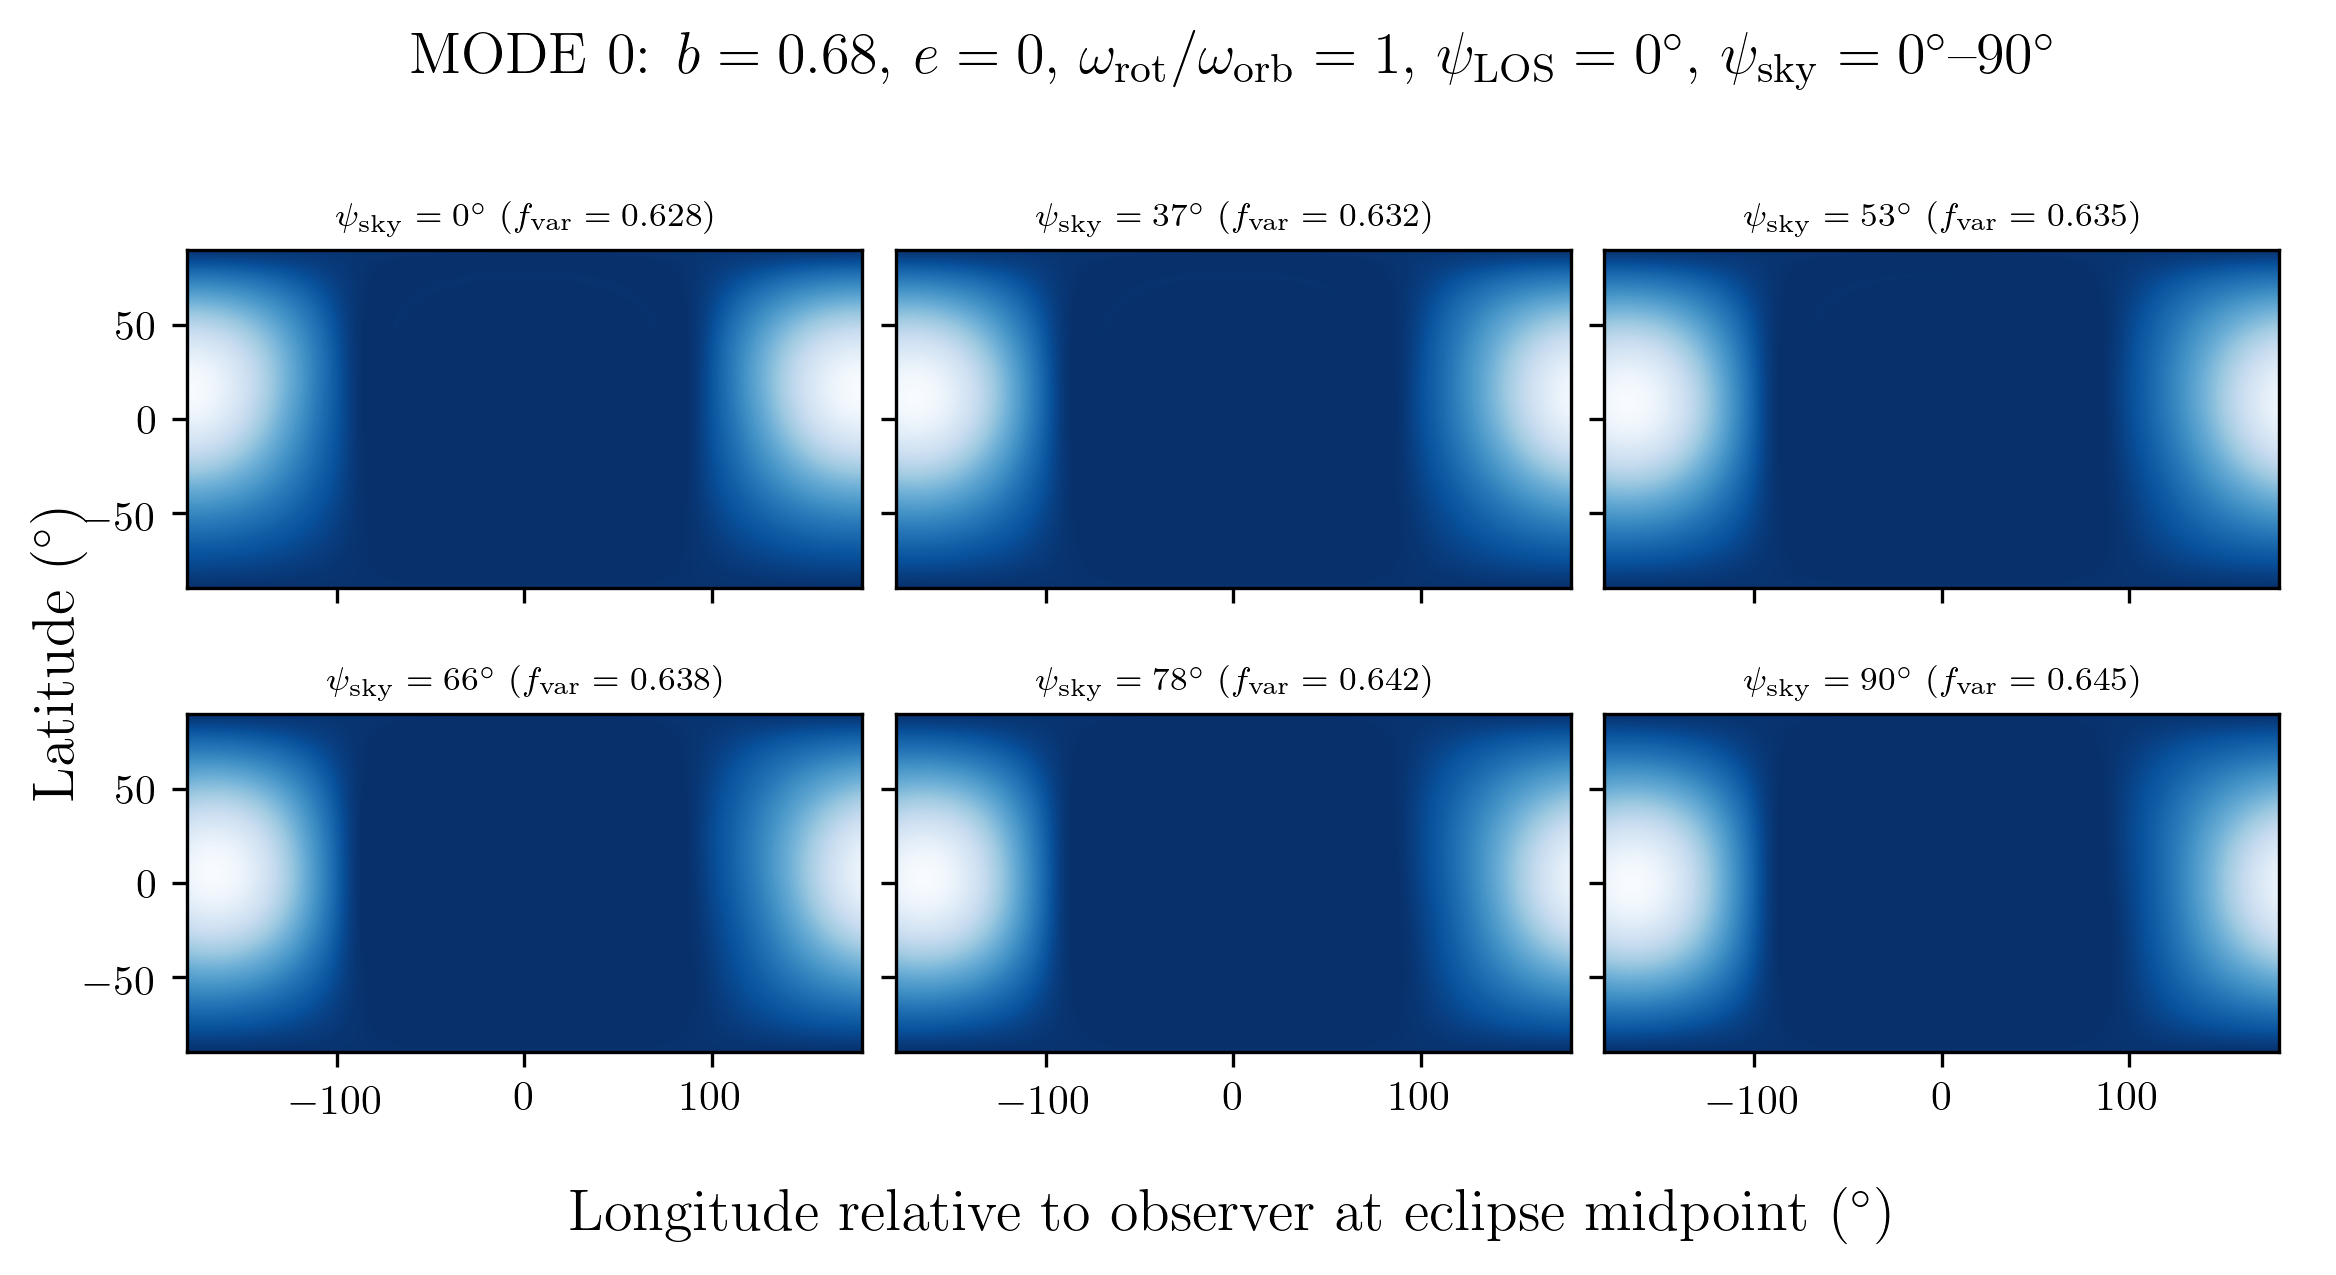 MODE 0: b = 0.68, e = 0, ω_rot/ω_orb = 1, ψ_LOS = 0°, ψ_sky = 0°–90°
ψ_sky = 0° (f_var = 0.628)
ψ_sky = 37° (f_var = 0.632)
ψ_sky = 53° (f_var = 0.635)
50
0
−50
Latitude (°)
ψ_sky = 66° (f_var = 0.638)
ψ_sky = 78° (f_var = 0.642)
ψ_sky = 90° (f_var = 0.645)
50
0
−50
−100 0 100
−100 0 100
−100 0 100
Longitude relative to observer at eclipse midpoint (°)